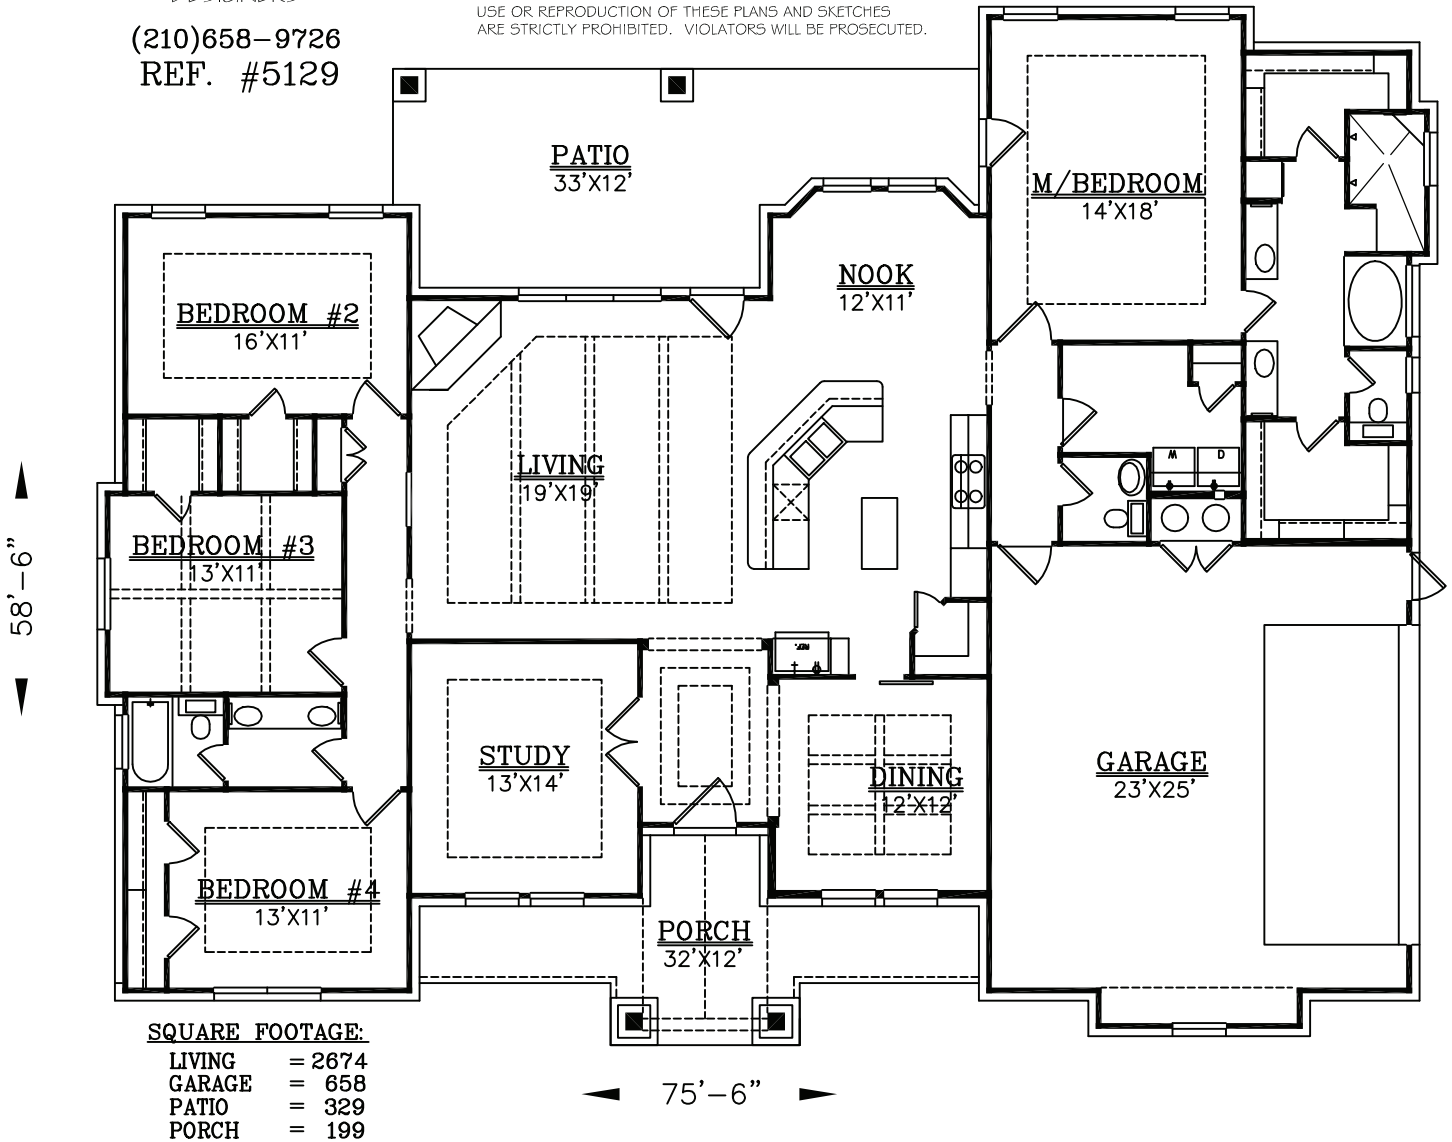 USE OR REPRODUCTION OF THESE PLANS AND SKETCHES
ARE STRICTLY PROHIBITED. VIOLATORS WILL BE PROSECUTED.
(210)658-9726
REF. #5129
PATIO
33'X12'
M/BEDROOM
14'X18'
NOOK
12'X11'
BEDROOM #2
16'X11'
LIVING
19'X19'
W
D
BEDROOM #3
13'X11'
58'-6"
REF.
STUDY
13'X14'
DINING
12'X12'
GARAGE
23'X25'
BEDROOM #4
13'X11'
PORCH
32'X12'
SQUARE FOOTAGE:
LIVING = 2674
GARAGE = 658
PATIO = 329
PORCH = 199
75'-6"